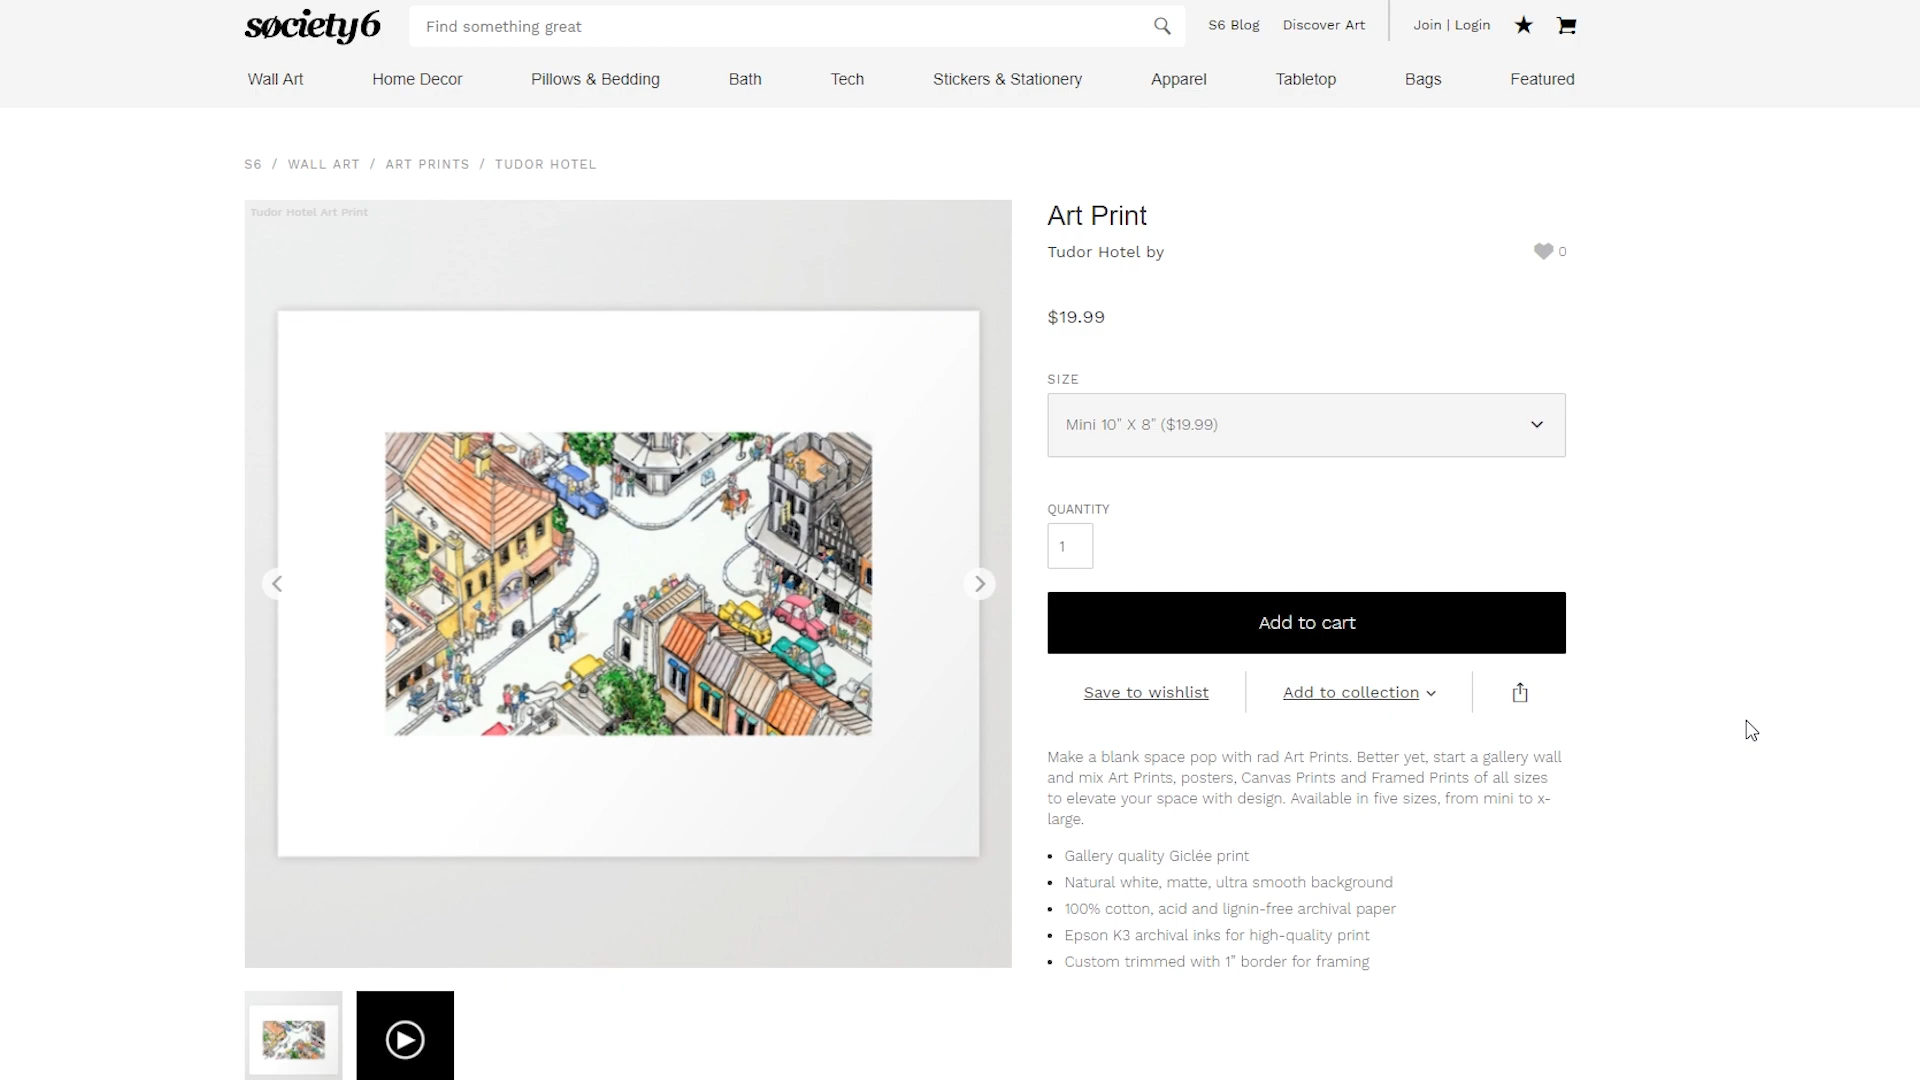 society6
Find something great
S6 Blog
Discover Art
Join | Login
Wall Art
Home Decor
Pillows & Bedding
Bath
Tech
Stickers & Stationery
Apparel
Tabletop
Bags
Featured
S6 / WALL ART / ART PRINTS / TUDOR HOTEL
Tudor Hotel Art Print
Art Print
Tudor Hotel by
0
$19.99
SIZE
Mini 10" X 8" ($19.99)
QUANTITY
1
Add to cart
Save to wishlist
Add to collection
Make a blank space pop with rad Art Prints. Better yet, start a gallery wall
and mix Art Prints, posters, Canvas Prints and Framed Prints of all sizes
to elevate your space with design. Available in five sizes, from mini to x-
large.
• Gallery quality Giclée print
• Natural white, matte, ultra smooth background
• 100% cotton, acid and lignin-free archival paper
• Epson K3 archival inks for high-quality print
• Custom trimmed with 1" border for framing